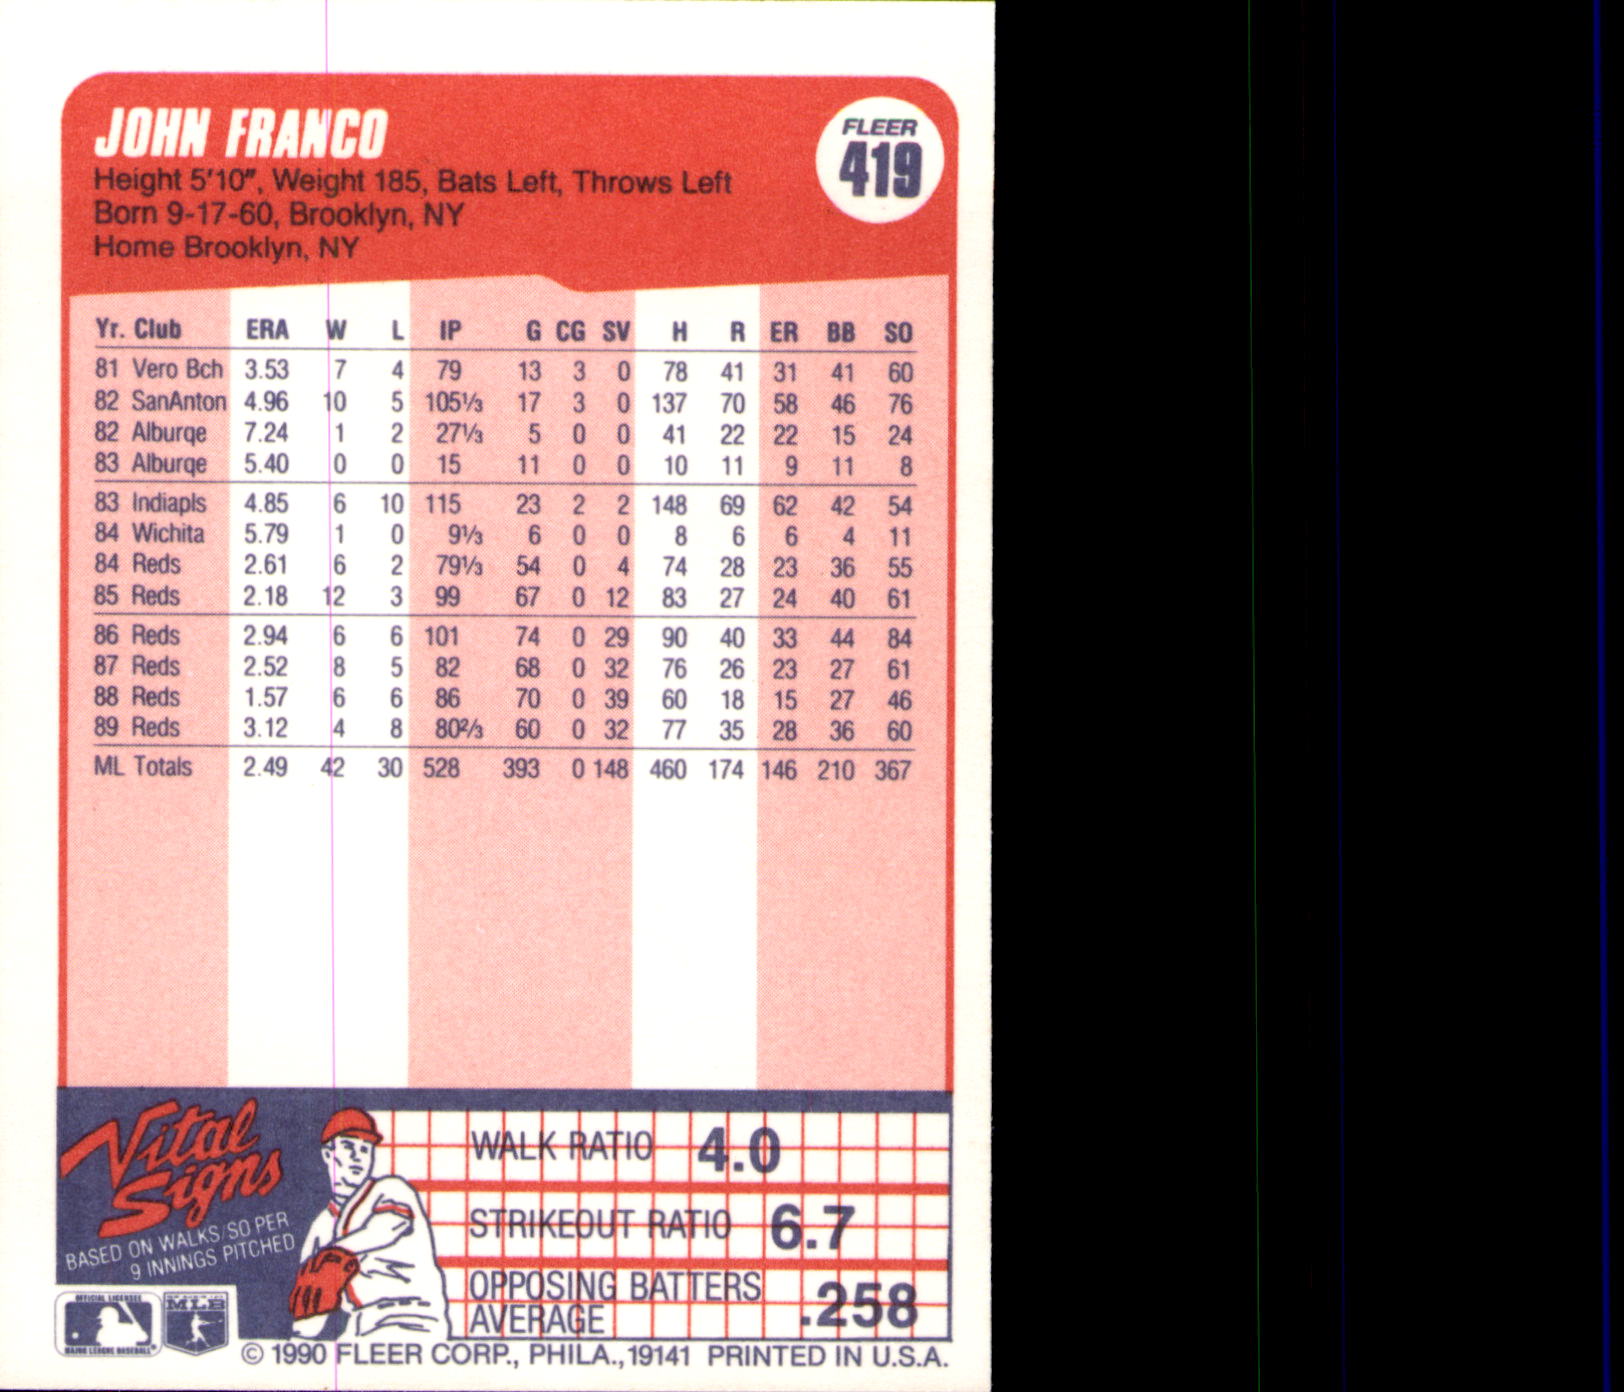 JOHN FRANCO
FLEER
419
Height 5'10", Weight 185, Bats Left, Throws Left
Born 9-17-60, Brooklyn, NY
Home Brooklyn, NY
Yr. Club ERA W L IP G CG SV H R ER BB SO
81 Vero Bch 3.53 7 4 79 13 3 0 78 41 31 41 60
82 SanAnton 4.96 10 5 105⅓ 17 3 0 137 70 58 46 76
82 Alburqe 7.24 1 2 27⅓ 5 0 0 41 22 22 15 24
83 Alburqe 5.40 0 0 15 11 0 0 10 11 9 11 8
83 Indiapls 4.85 6 10 115 23 2 2 148 69 62 42 54
84 Wichita 5.79 1 0 9⅓ 6 0 0 8 6 6 4 11
84 Reds 2.61 6 2 79⅓ 54 0 4 74 28 23 36 55
85 Reds 2.18 12 3 99 67 0 12 83 27 24 40 61
86 Reds 2.94 6 6 101 74 0 29 90 40 33 44 84
87 Reds 2.52 8 5 82 68 0 32 76 26 23 27 61
88 Reds 1.57 6 6 86 70 0 39 60 18 15 27 46
89 Reds 3.12 4 8 80⅔ 60 0 32 77 35 28 36 60
ML Totals 2.49 42 30 528 393 0 148 460 174 146 210 367
Vital
Signs
BASED ON WALKS/SO PER
9 INNINGS PITCHED
WALK RATIO 4.0
STRIKEOUT RATIO 6.7
OPPOSING BATTERS
AVERAGE .258
OFFICIAL LICENSEE
MAJOR LEAGUE BASEBALL
MLB
© 1990 FLEER CORP., PHILA., 19141 PRINTED IN U.S.A.